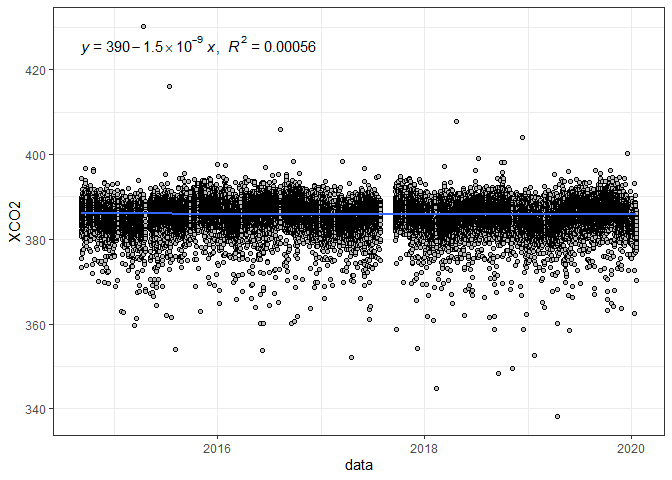 y = 390 − 1.5 × 10⁻⁹ x, R² = 0.00056
420
400
380
360
340
XCO2
2016
2018
2020
data